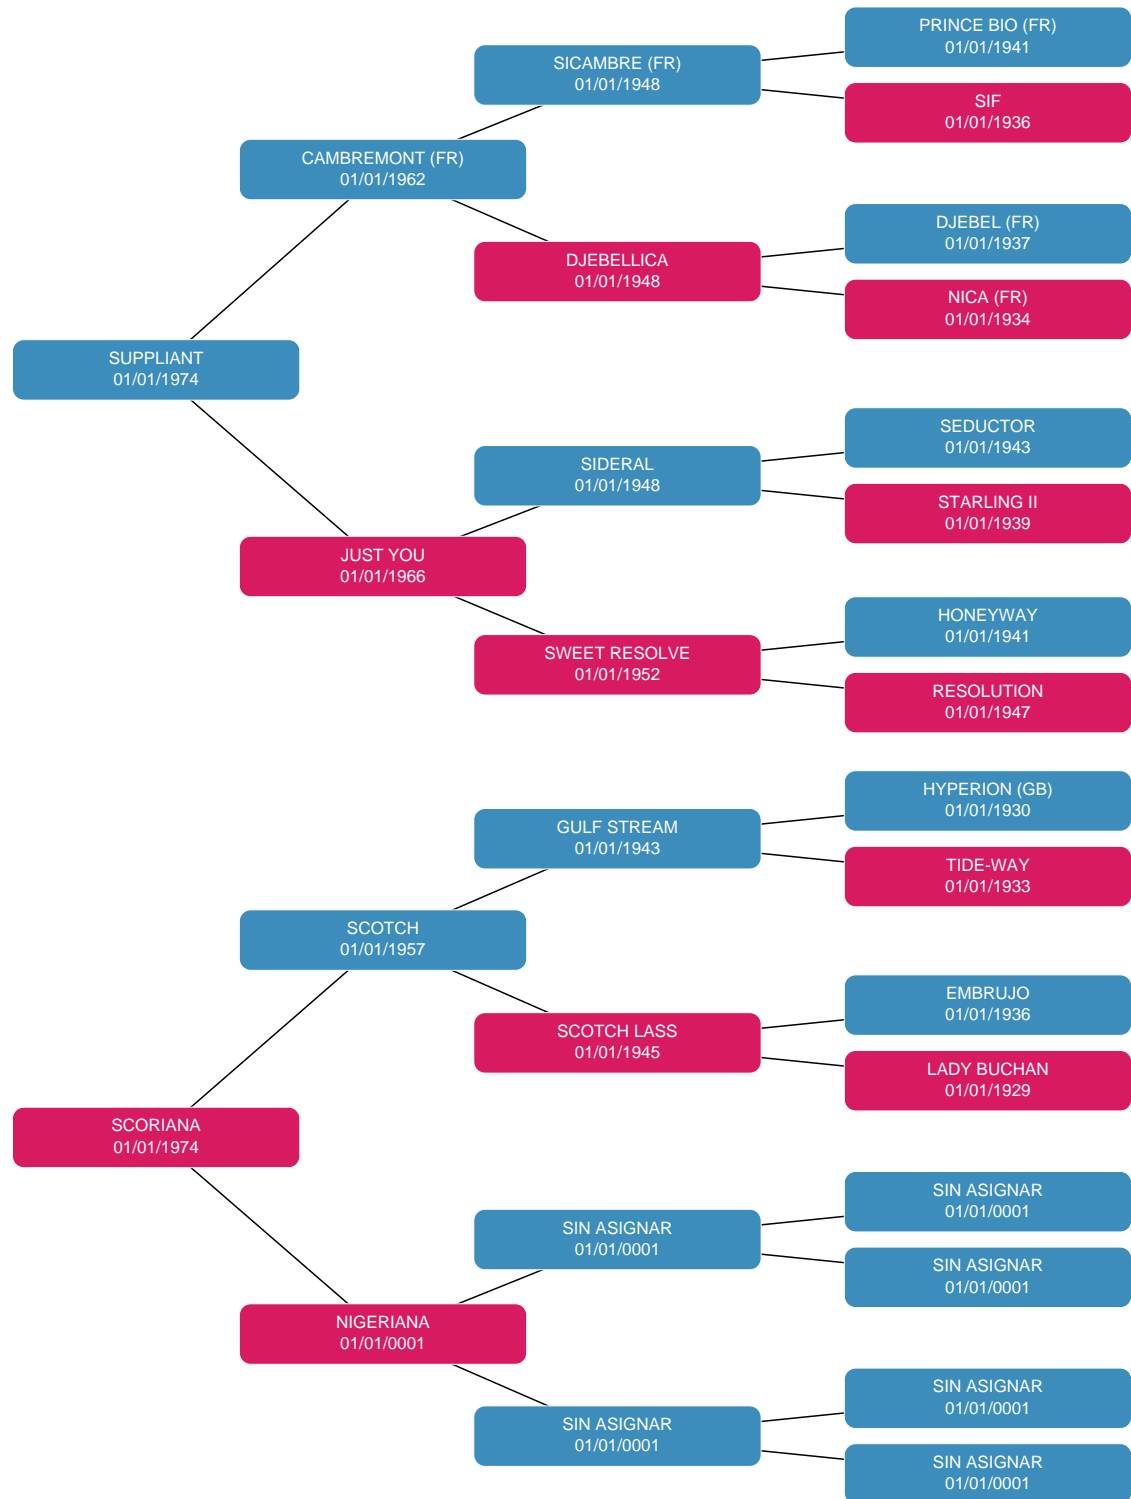 PRINCE BIO (FR)
01/01/1941
SICAMBRE (FR)
01/01/1948
SIF
01/01/1936
CAMBREMONT (FR)
01/01/1962
DJEBEL (FR)
01/01/1937
DJEBELLICA
01/01/1948
NICA (FR)
01/01/1934
SUPPLIANT
01/01/1974
SEDUCTOR
01/01/1943
SIDERAL
01/01/1948
STARLING II
01/01/1939
JUST YOU
01/01/1966
HONEYWAY
01/01/1941
SWEET RESOLVE
01/01/1952
RESOLUTION
01/01/1947
HYPERION (GB)
01/01/1930
GULF STREAM
01/01/1943
TIDE-WAY
01/01/1933
SCOTCH
01/01/1957
EMBRUJO
01/01/1936
SCOTCH LASS
01/01/1945
LADY BUCHAN
01/01/1929
SCORIANA
01/01/1974
SIN ASIGNAR
01/01/0001
SIN ASIGNAR
01/01/0001
SIN ASIGNAR
01/01/0001
NIGERIANA
01/01/0001
SIN ASIGNAR
01/01/0001
SIN ASIGNAR
01/01/0001
SIN ASIGNAR
01/01/0001